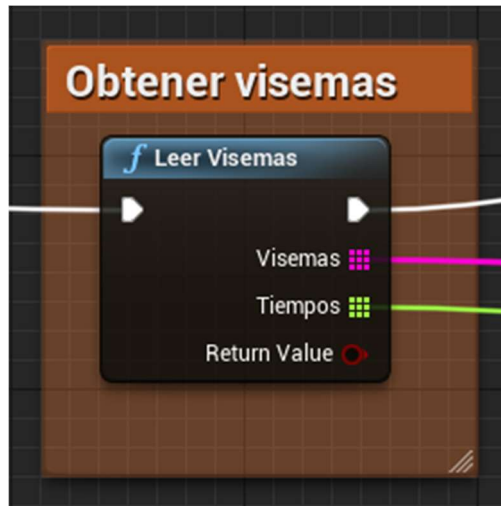 Obtener visemas
f Leer Visemas
Visemas
Tiempos
Return Value